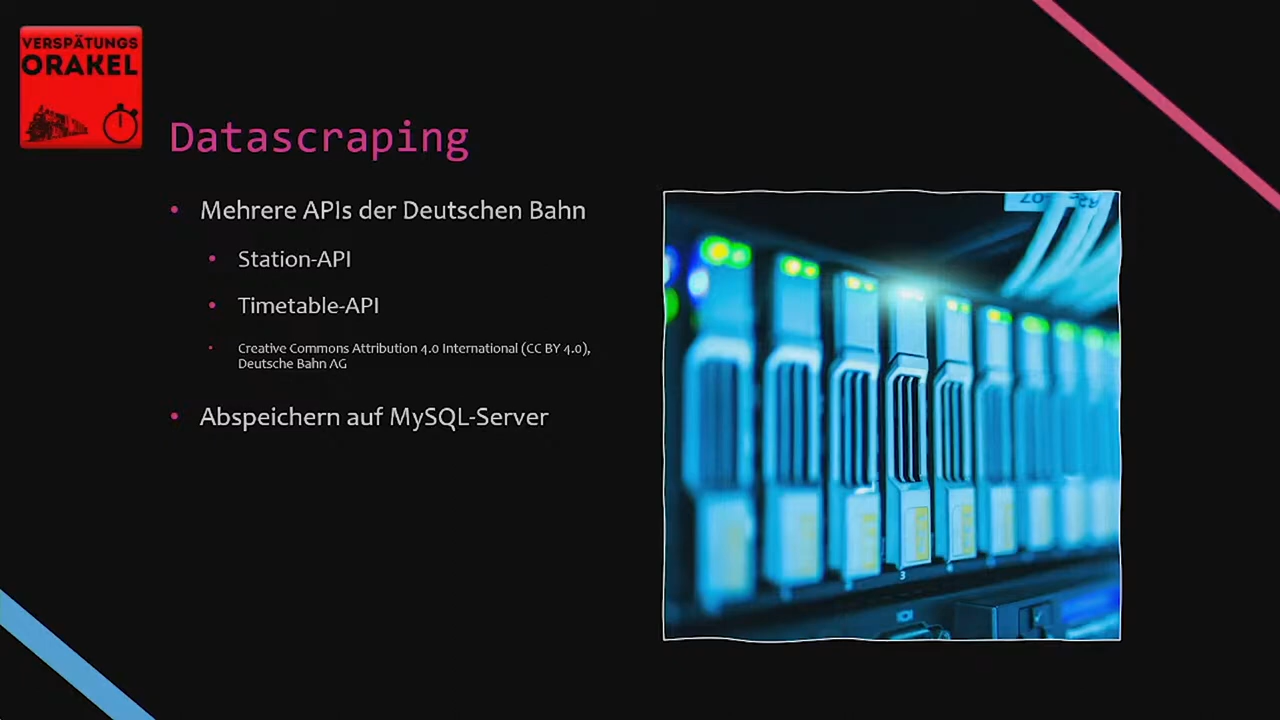 VERSPÄTUNGS
ORAKEL
Datascraping
Mehrere APIs der Deutschen Bahn
Station-API
Timetable-API
Creative Commons Attribution 4.0 International (CC BY 4.0),
Deutsche Bahn AG
Abspeichern auf MySQL-Server
3